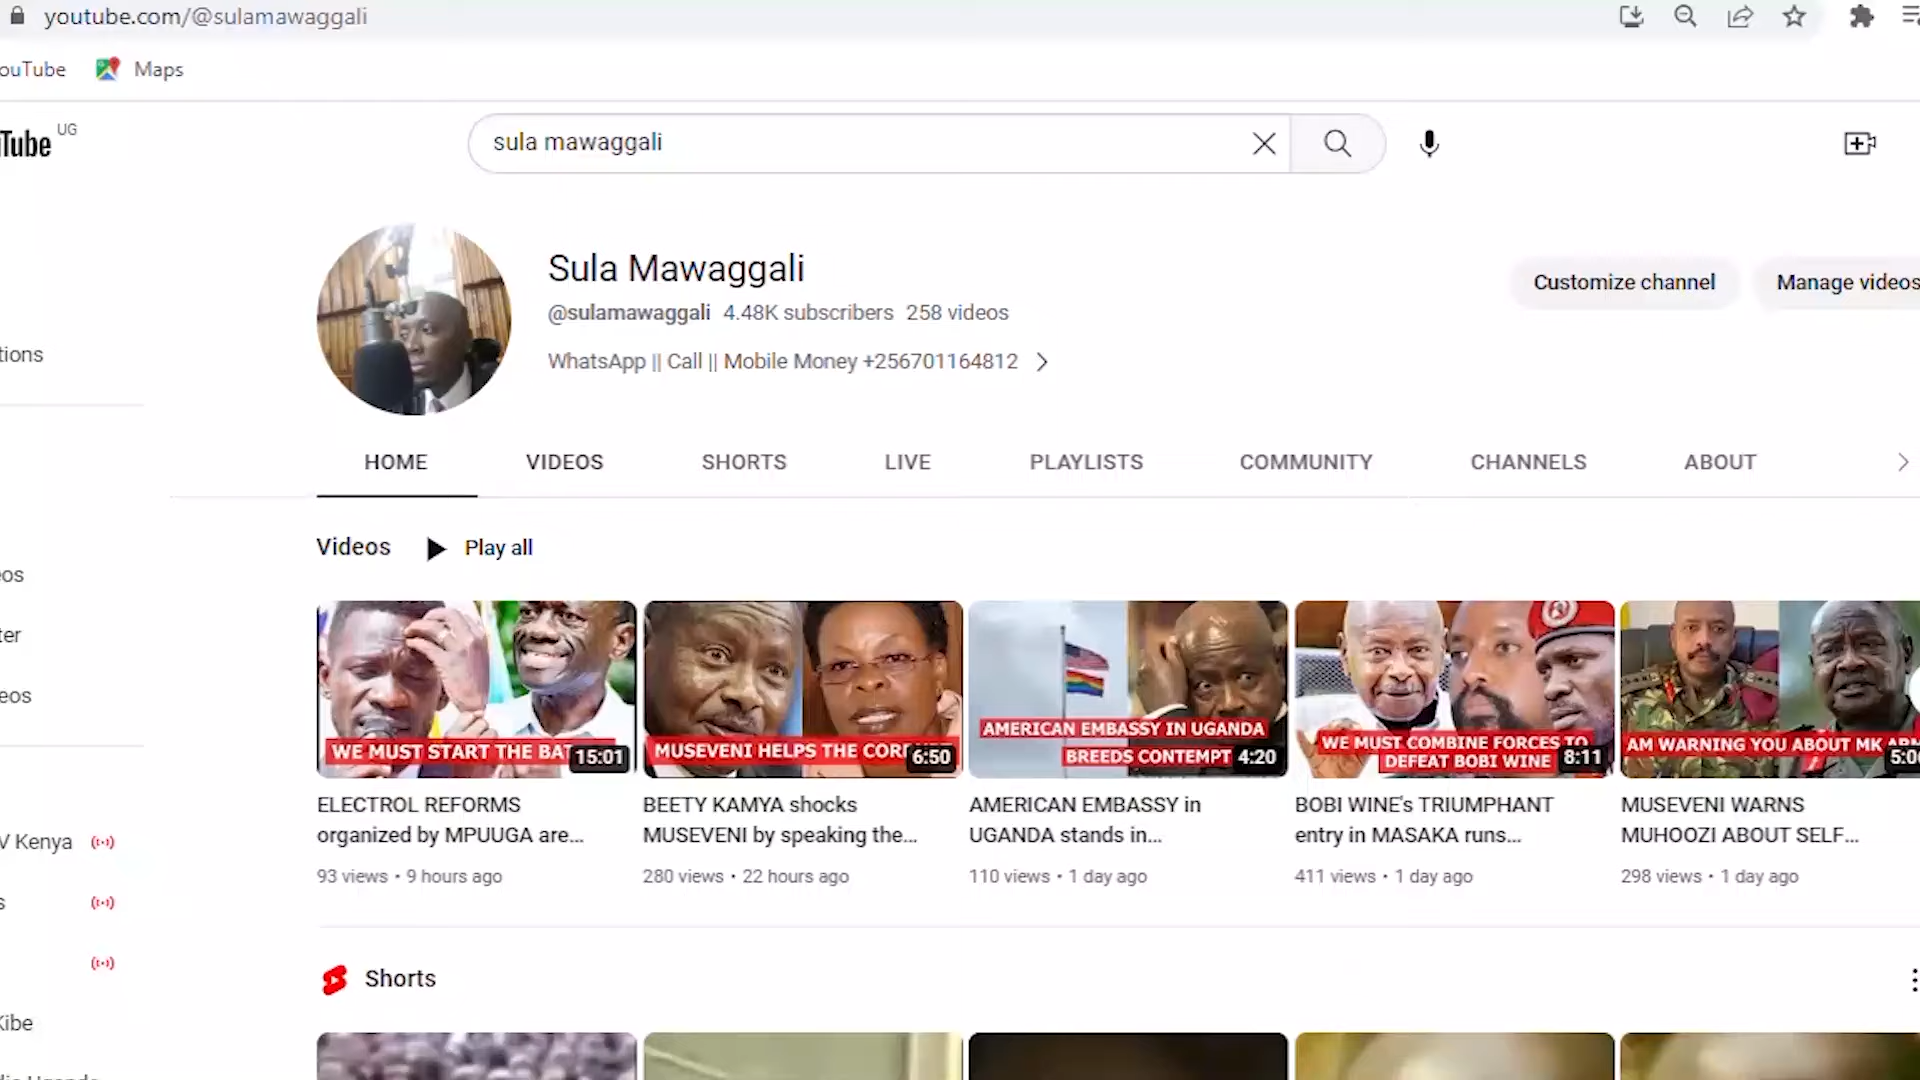 youtube.com/@sulamawaggali
ouTube
Maps
Tube
UG
sula mawaggali
Sula Mawaggali
@sulamawaggali 4.48K subscribers 258 videos
WhatsApp || Call || Mobile Money +256701164812
Customize channel
Manage videos
HOME
VIDEOS
SHORTS
LIVE
PLAYLISTS
COMMUNITY
CHANNELS
ABOUT
tions
os
ter
eos
V Kenya
s
Kibe
Videos
Play all
WE MUST START THE BAT
15:01
MUSEVENI HELPS THE COR
6:50
AMERICAN EMBASSY IN UGANDA
BREEDS CONTEMPT
4:20
WE MUST COMBINE FORCES TO
DEFEAT BOBI WINE
8:11
AM WARNING YOU ABOUT MK
5:0
ELECTROL REFORMS
organized by MPUUGA are...
93 views • 9 hours ago
BEETY KAMYA shocks
MUSEVENI by speaking the...
280 views • 22 hours ago
AMERICAN EMBASSY in
UGANDA stands in...
110 views • 1 day ago
BOBI WINE's TRIUMPHANT
entry in MASAKA runs...
411 views • 1 day ago
MUSEVENI WARNS
MUHOOZI ABOUT SELF...
298 views • 1 day ago
Shorts